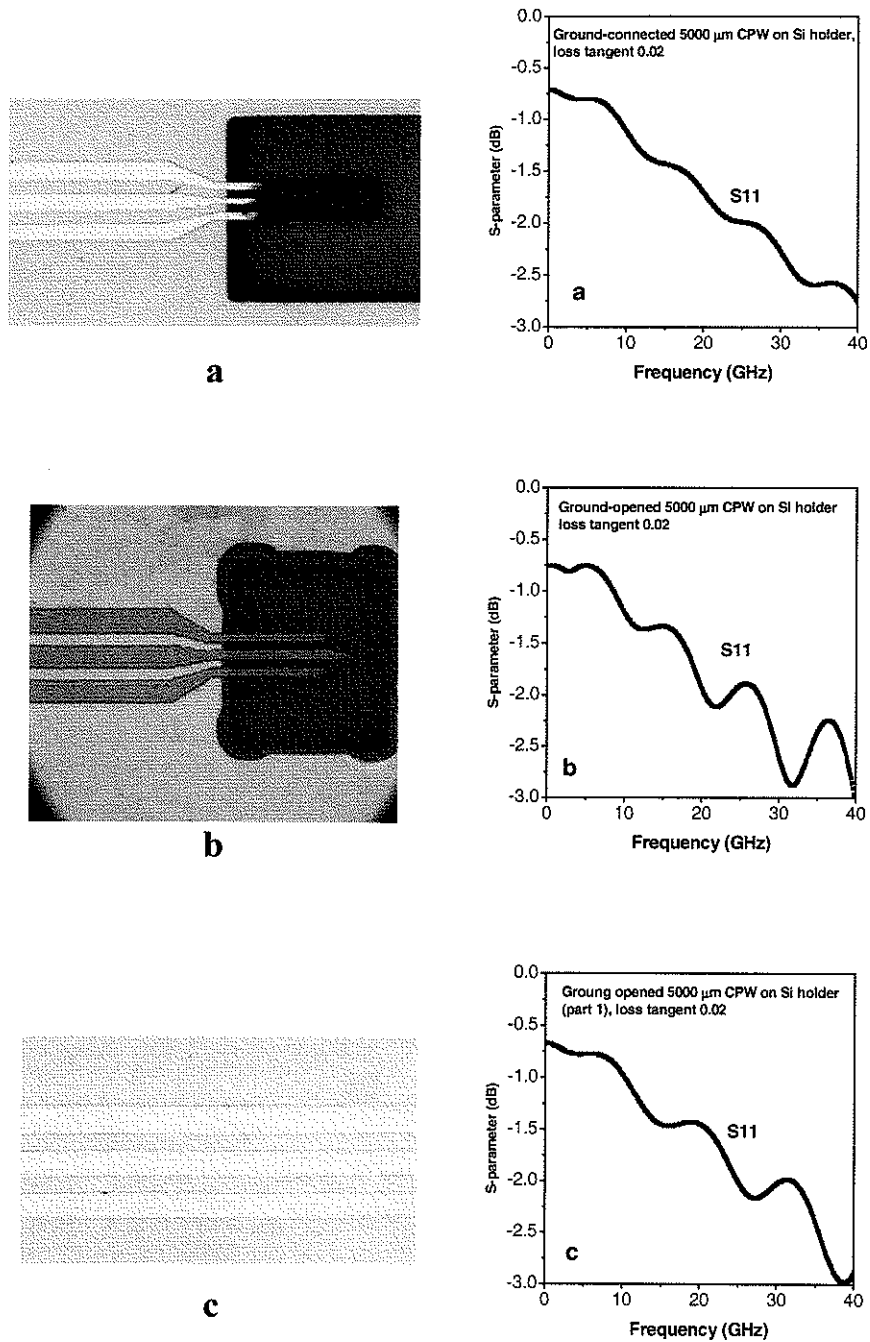 Ground-connected 5000 µm CPW on Si holder,
loss tangent 0.02
0.0
-0.5
-1.0
-1.5
-2.0
-2.5
-3.0
S-parameter (dB)
S11
a
0 10 20 30 40
Frequency (GHz)
a
Ground-opened 5000 µm CPW on Si holder
loss tangent 0.02
0.0
-0.5
-1.0
-1.5
-2.0
-2.5
-3.0
S-parameter (dB)
S11
b
0 10 20 30 40
Frequency (GHz)
b
Groung opened 5000 µm CPW on Si holder
(part 1), loss tangent 0.02
0.0
-0.5
-1.0
-1.5
-2.0
-2.5
-3.0
S-parameter (dB)
S11
c
0 10 20 30 40
Frequency (GHz)
c